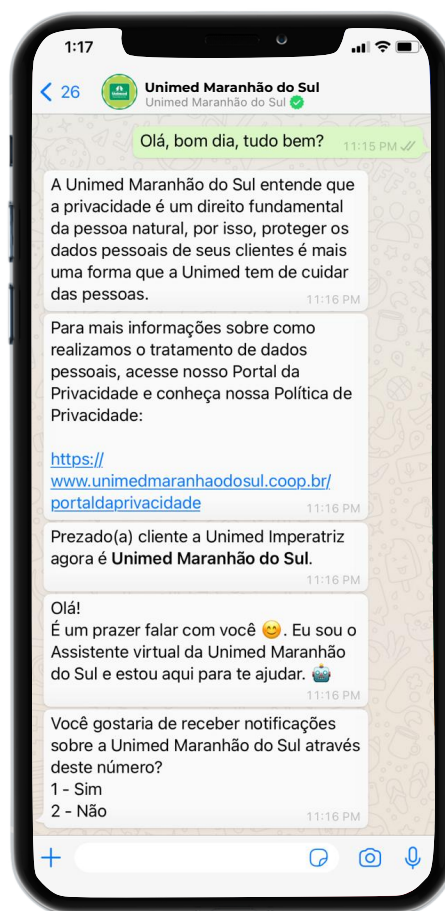 1:17
26
Unimed Maranhão do Sul
Unimed Maranhão do Sul
Olá, bom dia, tudo bem? 11:15 PM
A Unimed Maranhão do Sul entende que
a privacidade é um direito fundamental
da pessoa natural, por isso, proteger os
dados pessoais de seus clientes é mais
uma forma que a Unimed tem de cuidar
das pessoas. 11:16 PM
Para mais informações sobre como
realizamos o tratamento de dados
pessoais, acesse nosso Portal da
Privacidade e conheça nossa Política de
Privacidade:
https://
www.unimedmaranhaodosul.coop.br/
portaldaprivacidade 11:16 PM
Prezado(a) cliente a Unimed Imperatriz
agora é Unimed Maranhão do Sul.
11:16 PM
Olá!
É um prazer falar com você 😊. Eu sou o
Assistente virtual da Unimed Maranhão
do Sul e estou aqui para te ajudar. 🤖
11:16 PM
Você gostaria de receber notificações
sobre a Unimed Maranhão do Sul através
deste número?
1 - Sim
2 - Não 11:16 PM